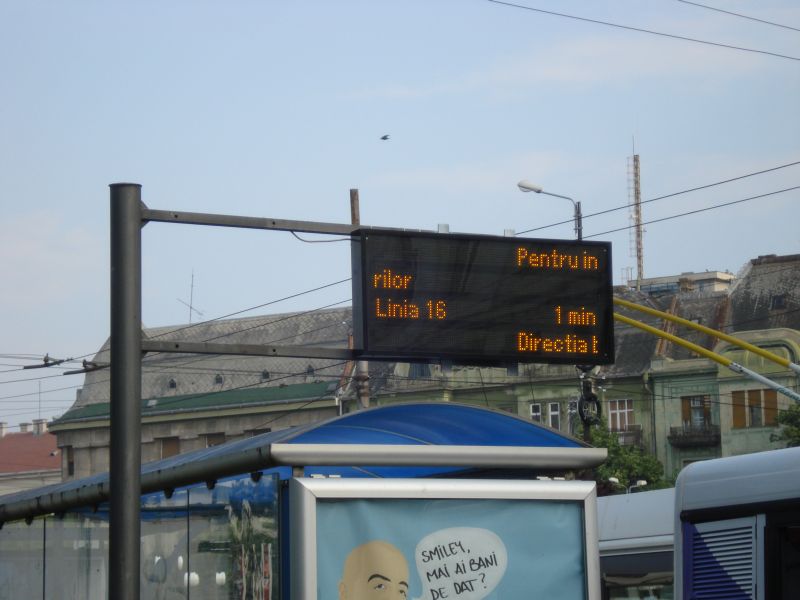 Pentru in
rilor
Linia 16 1 min
Directia t
SMILEY,
MAI AI BANI
DE DAT?